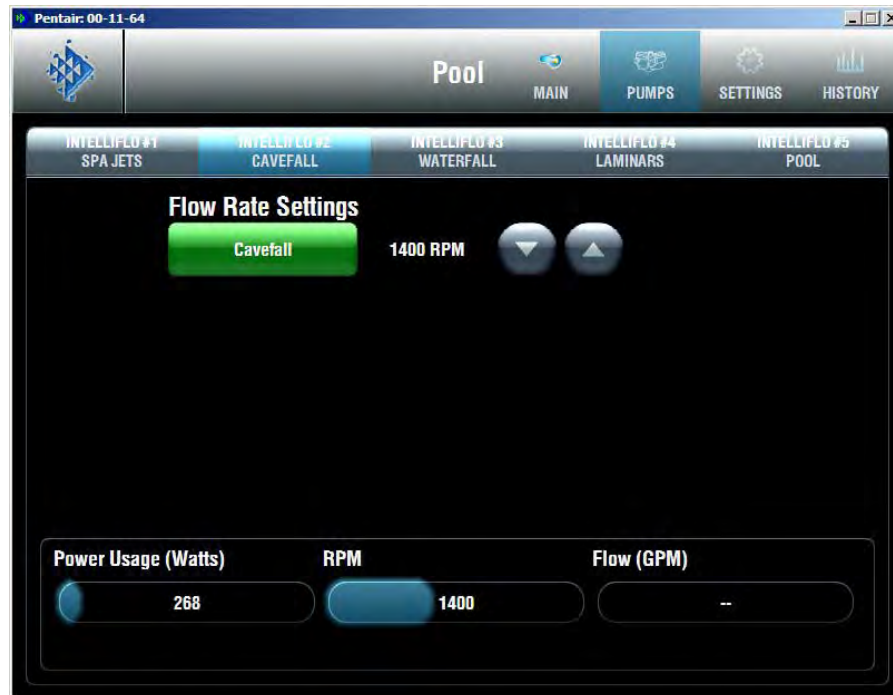 Pentair: 00-11-64
Pool
MAIN PUMPS SETTINGS HISTORY
INTELLIFLO #1 INTELLIFLO #2 INTELLIFLO #3 INTELLIFLO #4 INTELLIFLO #5
SPA JETS CAVEFALL WATERFALL LAMINARS POOL
Flow Rate Settings
Cavefall 1400 RPM
Power Usage (Watts) RPM Flow (GPM)
268 1400 --